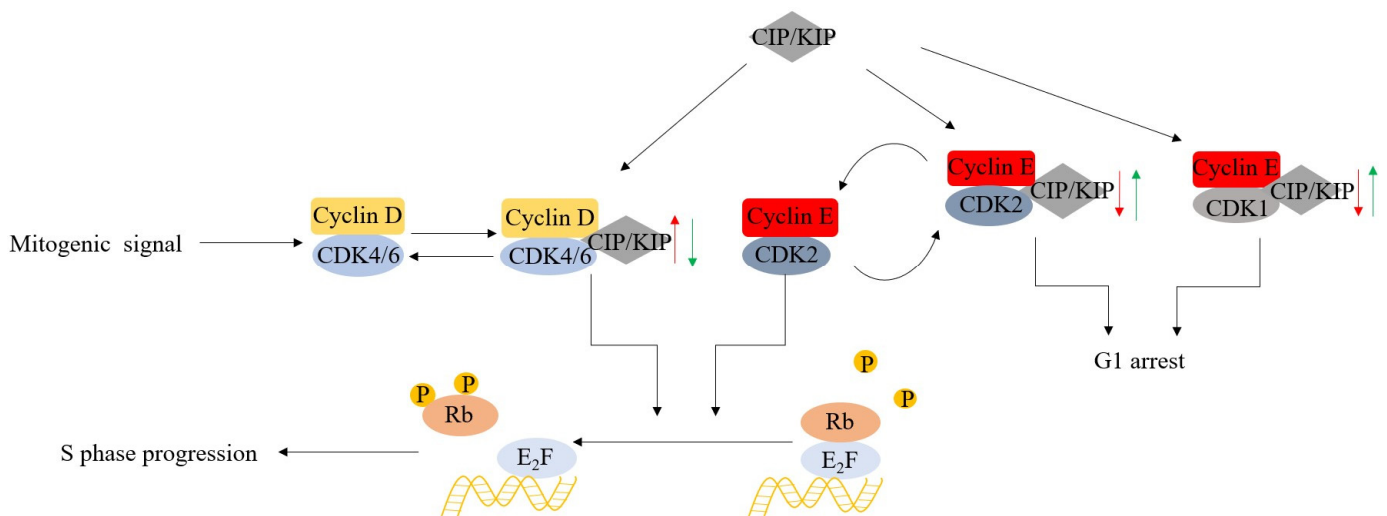 CIP/KIP
Cyclin E
CDK2
CIP/KIP
Cyclin E
CDK1
CIP/KIP
Mitogenic signal
Cyclin D
CDK4/6
Cyclin D
CDK4/6
CIP/KIP
Cyclin E
CDK2
G1 arrest
P
P
Rb
P
P
Rb
S phase progression
E2F
E2F